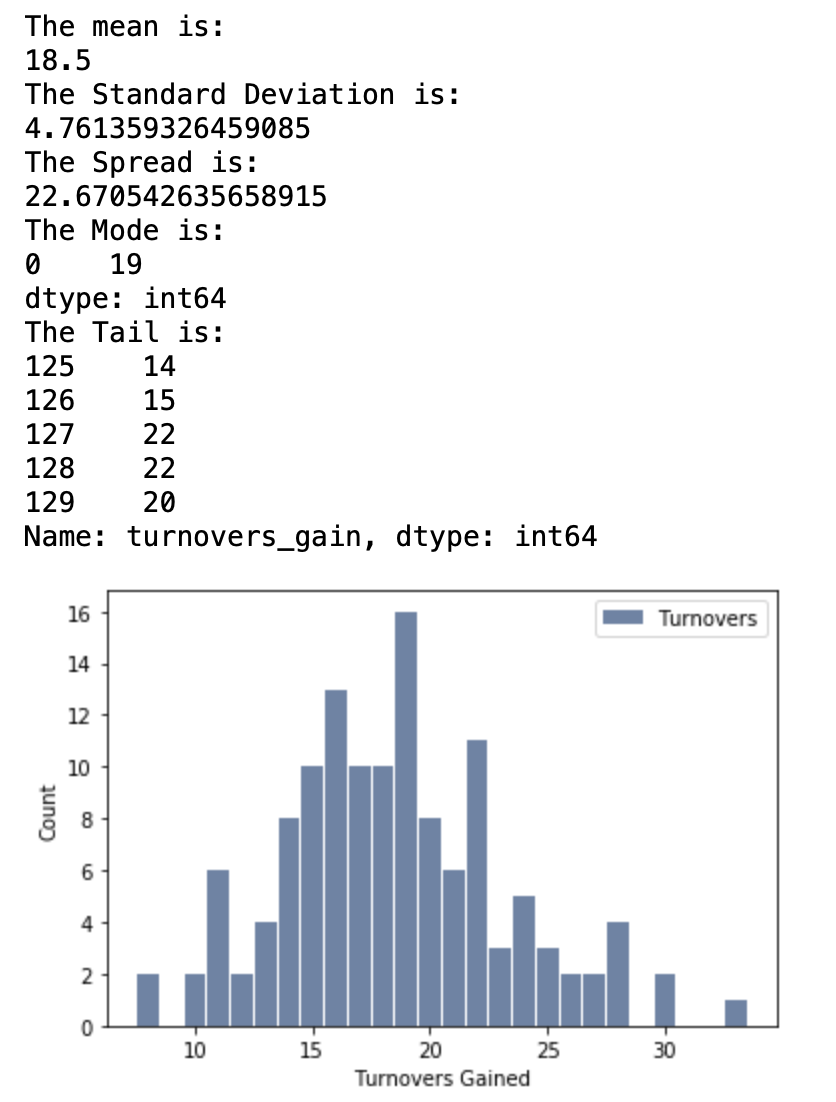 The mean is:
18.5
The Standard Deviation is:
4.761359326459085
The Spread is:
22.670542635658915
The Mode is:
0    19
dtype: int64
The Tail is:
125    14
126    15
127    22
128    22
129    20
Name: turnovers_gain, dtype: int64
Turnovers
16
14
12
10
8
6
4
2
0
Count
10 15 20 25 30
Turnovers Gained